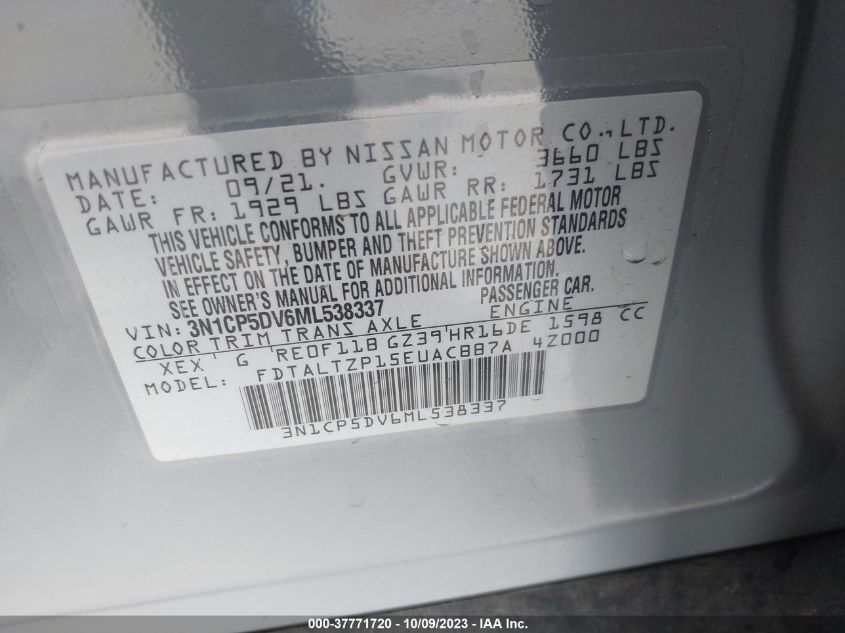 MANUFACTURED BY NISSAN MOTOR CO.,LTD.
DATE: 09/21. GVWR: 3660 LBS
GAWR FR: 1929 LBS GAWR RR: 1731 LBS
THIS VEHICLE CONFORMS TO ALL APPLICABLE FEDERAL MOTOR
VEHICLE SAFETY, BUMPER AND THEFT PREVENTION STANDARDS
IN EFFECT ON THE DATE OF MANUFACTURE SHOWN ABOVE.
SEE OWNER'S MANUAL FOR ADDITIONAL INFORMATION.
VIN: 3N1CP5DV6ML538337 PASSENGER CAR.
COLOR TRIM TRANS AXLE ENGINE
XEX' G 'RE0F11B GZ39'HR16DE 1598 CC
MODEL: FDTALTZP15EUACBB7A 4Z000
3N1CP5DV6ML538337
000-37771720 - 10/09/2023 - IAA Inc.